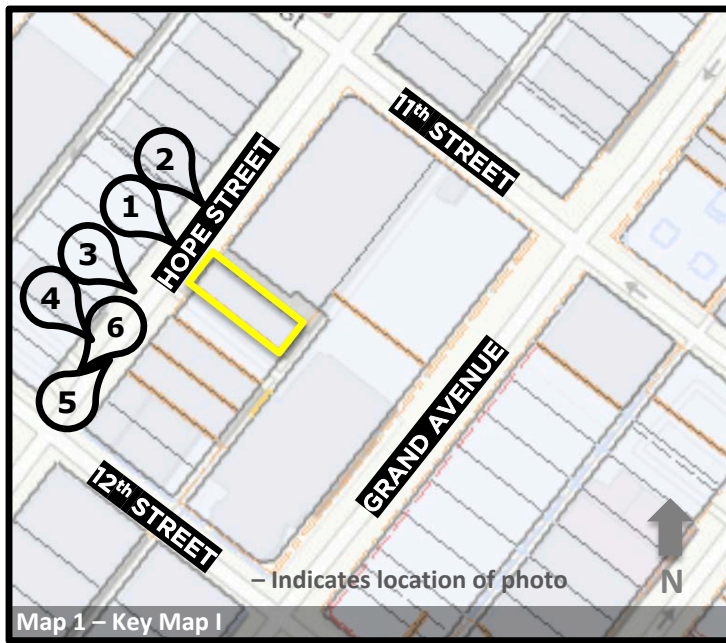 St
11th STREET
2
HOPE STREET
1
3
4
6
5
GRAND AVENUE
12th STREET
– Indicates location of photo
N
Map 1 – Key Map I